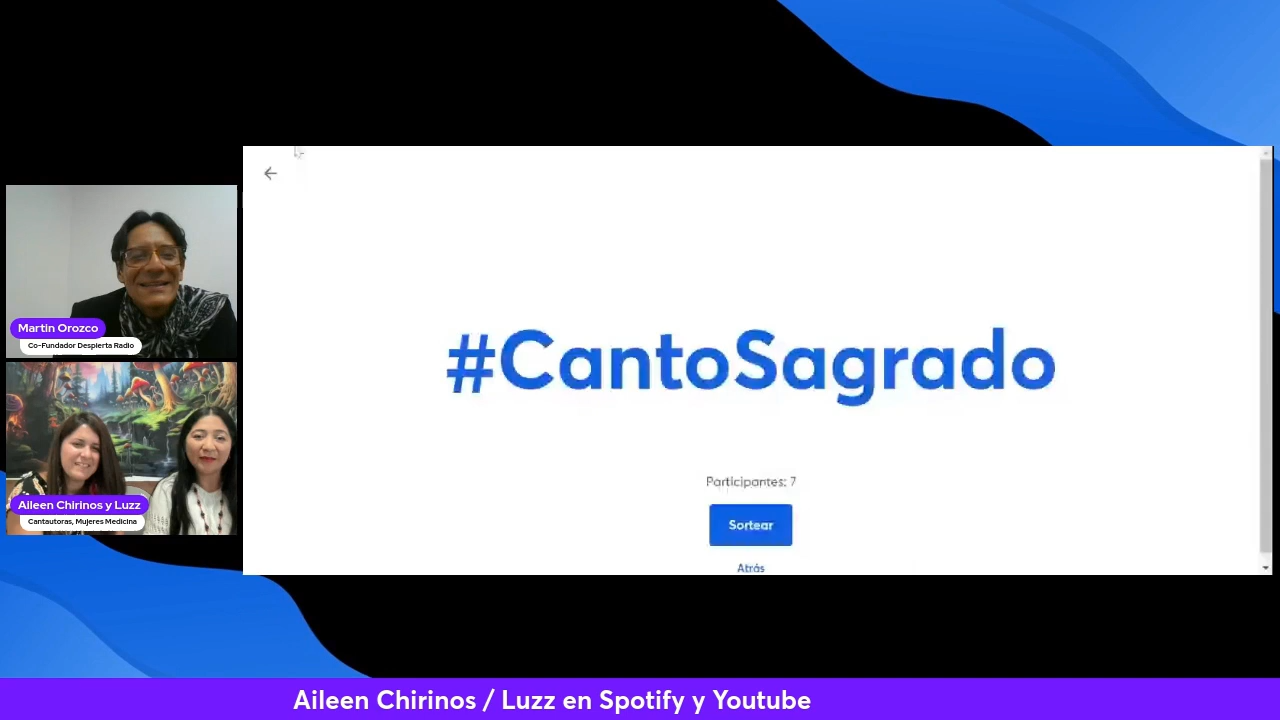 Martin Orozco
Co-Fundador Despierta Radio
Aileen Chirinos y Luzz
Cantautoras, Mujeres Medicina
#CantoSagrado
Participantes: 7
Sortear
Atrás
Aileen Chirinos / Luzz en Spotify y Youtube